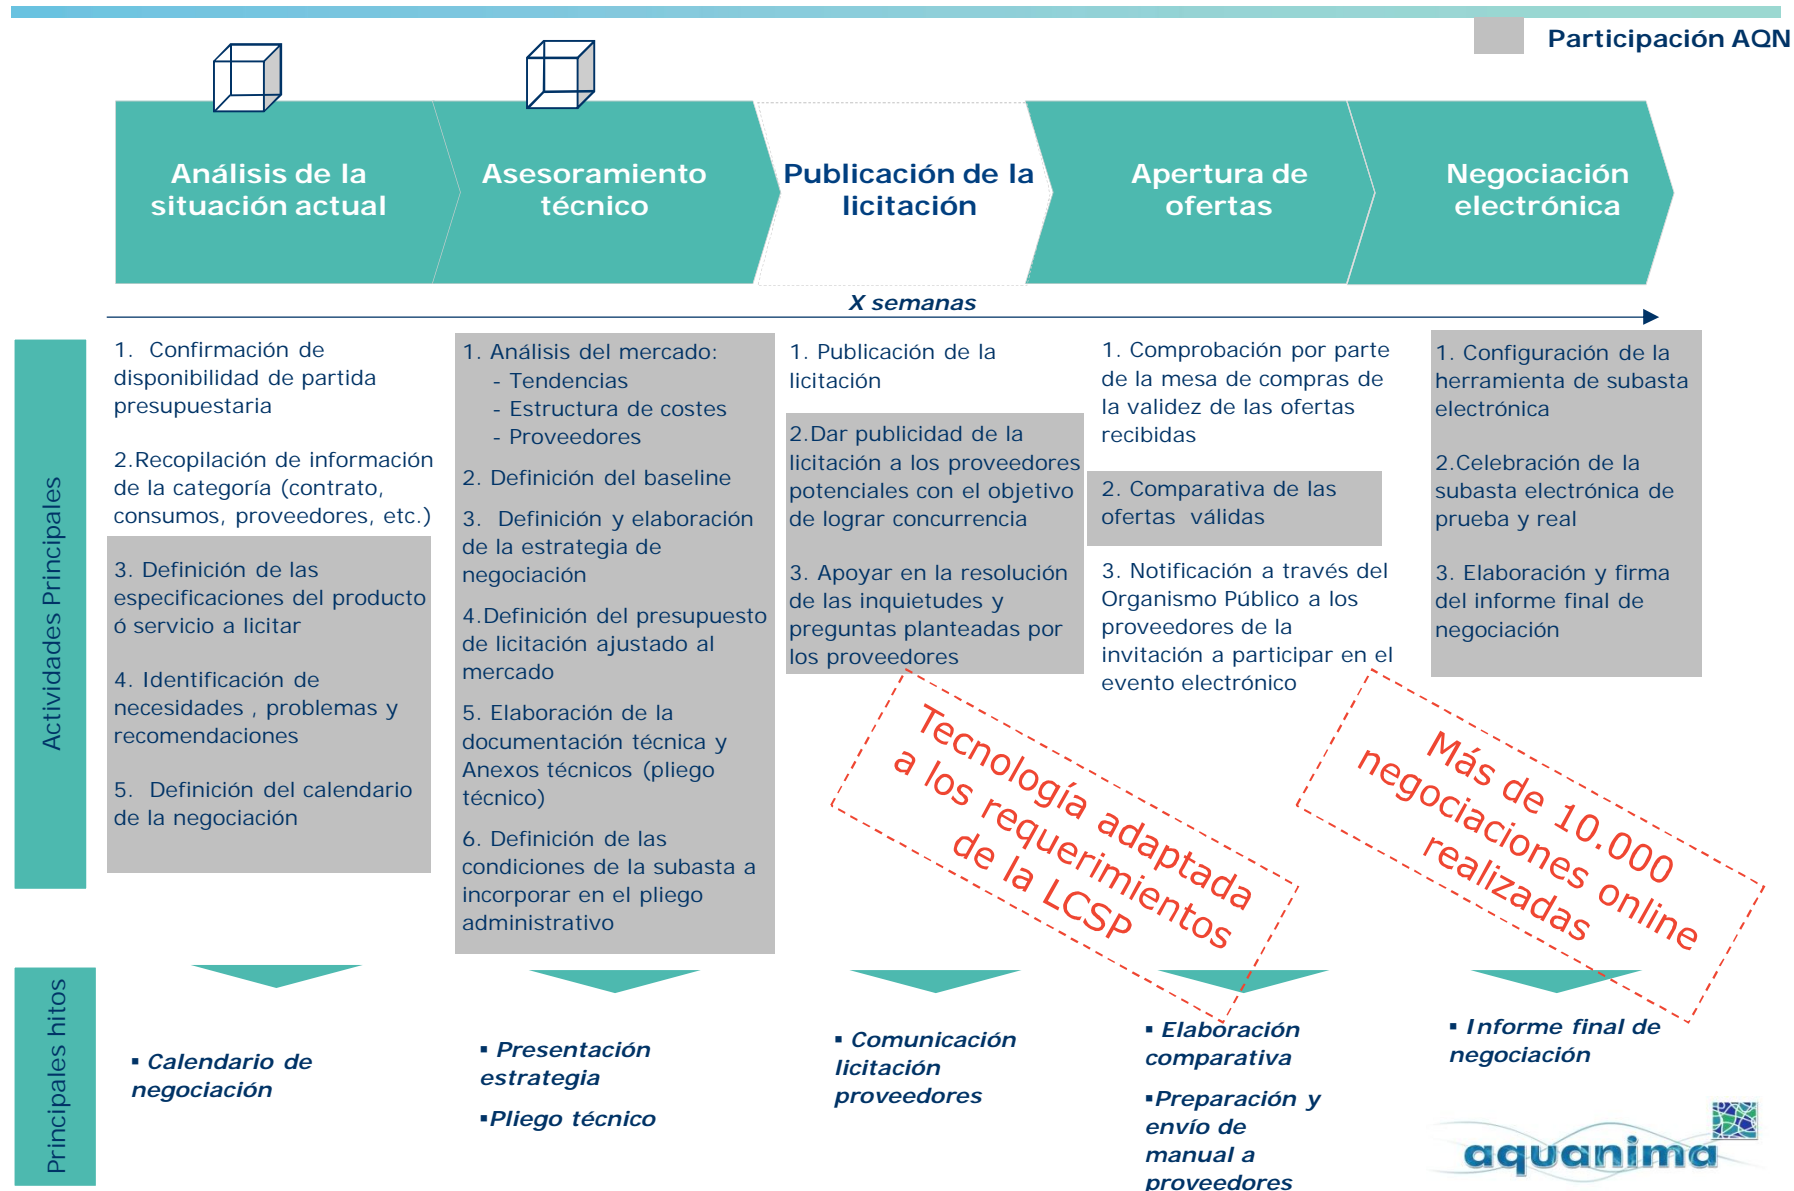 Participación AQN
Análisis de la
situación actual
Asesoramiento
técnico
Publicación de la
licitación
Apertura de
ofertas
Negociación
electrónica
X semanas
Actividades Principales
1. Confirmación de
disponibilidad de partida
presupuestaria
2.Recopilación de información
de la categoría (contrato,
consumos, proveedores, etc.)
3. Definición de las
especificaciones del producto
ó servicio a licitar
4. Identificación de
necesidades , problemas y
recomendaciones
5. Definición del calendario
de la negociación
1. Análisis del mercado:
- Tendencias
- Estructura de costes
- Proveedores
2. Definición del baseline
3. Definición y elaboración
de la estrategia de
negociación
4.Definición del presupuesto
de licitación ajustado al
mercado
5. Elaboración de la
documentación técnica y
Anexos técnicos (pliego
técnico)
6. Definición de las
condiciones de la subasta a
incorporar en el pliego
administrativo
1. Publicación de la
licitación
2.Dar publicidad de la
licitación a los proveedores
potenciales con el objetivo
de lograr concurrencia
3. Apoyar en la resolución
de las inquietudes y
preguntas planteadas por
los proveedores
1. Comprobación por parte
de la mesa de compras de
la validez de las ofertas
recibidas
2. Comparativa de las
ofertas válidas
3. Notificación a través del
Organismo Público a los
proveedores de la
invitación a participar en el
evento electrónico
1. Configuración de la
herramienta de subasta
electrónica
2.Celebración de la
subasta electrónica de
prueba y real
3. Elaboración y firma
del informe final de
negociación
Tecnología adaptada
a los requerimientos
de la LCSP
Más de 10.000
negociaciones online
realizadas
Principales hitos
▪ Calendario de
negociación
▪ Presentación
estrategia
▪Pliego técnico
▪ Comunicación
licitación
proveedores
▪ Elaboración
comparativa
▪Preparación y
envío de
manual a
proveedores
▪ Informe final de
negociación
aquanima